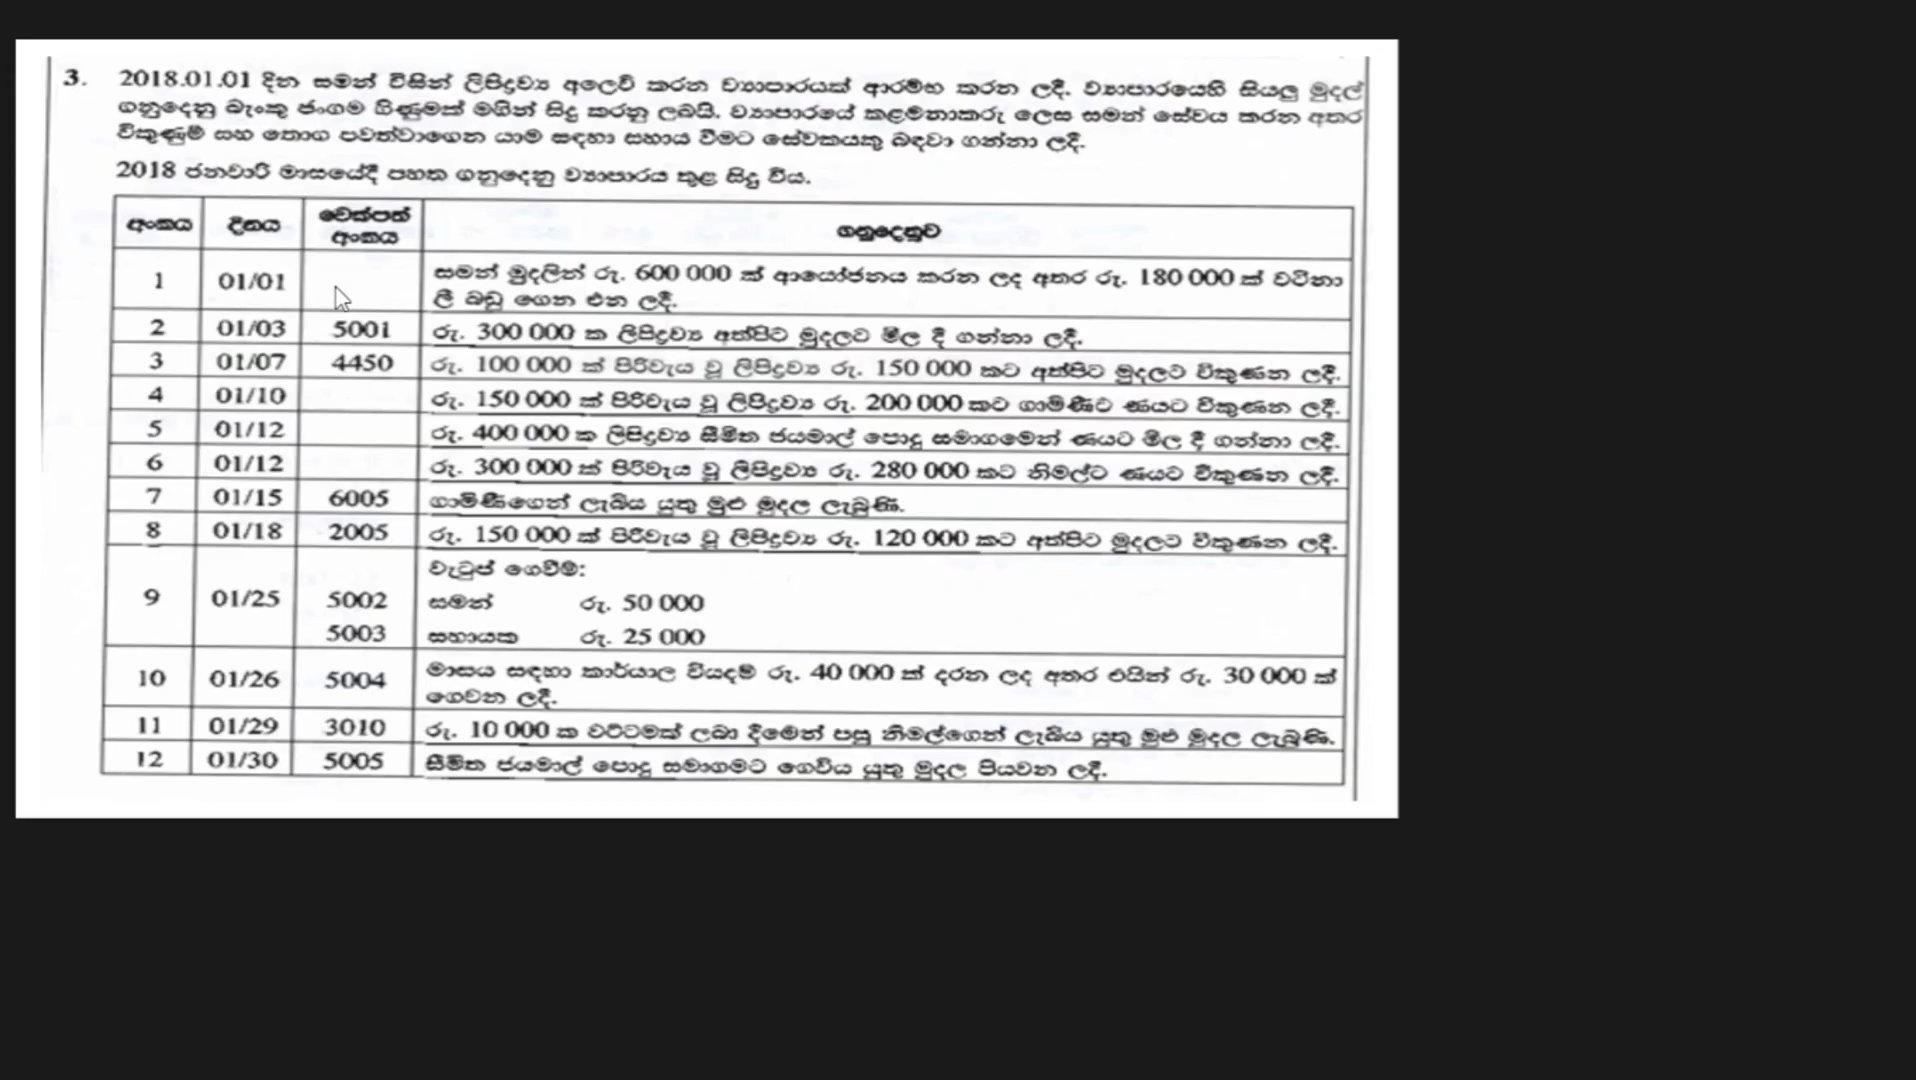 3. 2018.01.01 දින සමන් විසින් ලිපිද්‍රව්‍ය අලෙවි කරන ව්‍යාපාරයක් ආරම්භ කරන ලදී. ව්‍යාපාරයෙහි සියලු මුදල්
ගනුදෙනු බැංකු ජංගම ගිණුමක් මගින් සිදු කරනු ලබයි. ව්‍යාපාරයේ කළමනාකරු ලෙස සමන් සේවය කරන අතර
විකුණුම් සහ තොග පවත්වාගෙන යාම සඳහා සහාය වීමට සේවකයකු බඳවා ගන්නා ලදී.
2018 ජනවාරි මාසයේදී පහත ගනුදෙනු ව්‍යාපාරය තුළ සිදු විය.
අංකය දිනය චෙක්පත් අංකය ගනුදෙනුව
1 01/01 සමන් මුදලින් රු. 600 000 ක් ආයෝජනය කරන ලද අතර රු. 180 000 ක් වටිනා
ලී බඩු ගෙන එන ලදී.
2 01/03 5001 රු. 300 000 ක ලිපිද්‍රව්‍ය අත්පිට මුදලට මිල දී ගන්නා ලදී.
3 01/07 4450 රු. 100 000 ක් පිරිවැය වූ ලිපිද්‍රව්‍ය රු. 150 000 කට අත්පිට මුදලට විකුණන ලදී.
4 01/10 රු. 150 000 ක් පිරිවැය වූ ලිපිද්‍රව්‍ය රු. 200 000 කට ගාමිණීට ණයට විකුණන ලදී.
5 01/12 රු. 400 000 ක ලිපිද්‍රව්‍ය සීමිත ජයමාල් පොදු සමාගමෙන් ණයට මිල දී ගන්නා ලදී.
6 01/12 රු. 300 000 ක් පිරිවැය වූ ලිපිද්‍රව්‍ය රු. 280 000 කට නිමල්ට ණයට විකුණන ලදී.
7 01/15 6005 ගාමිණීගෙන් ලැබිය යුතු මුළු මුදල ලැබුණි.
8 01/18 2005 රු. 150 000 ක් පිරිවැය වූ ලිපිද්‍රව්‍ය රු. 120 000 කට අත්පිට මුදලට විකුණන ලදී.
වැටුප් ගෙවීම්:
9 01/25 5002 සමන් රු. 50 000
5003 සහායක රු. 25 000
10 01/26 5004 මාසය සඳහා කාර්යාල වියදම් රු. 40 000 ක් දරන ලද අතර එයින් රු. 30 000 ක්
ගෙවන ලදී.
11 01/29 3010 රු. 10 000 ක වට්ටමක් ලබා දීමෙන් පසු නිමල්ගෙන් ලැබිය යුතු මුළු මුදල ලැබුණි.
12 01/30 5005 සීමිත ජයමාල් පොදු සමාගමට ගෙවිය යුතු මුදල පියවන ලදී.